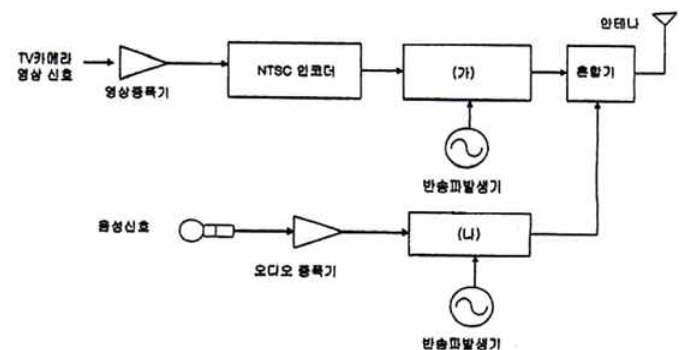 안테나
TV카메라
영상 신호
영상증폭기
NTSC 인코더
(가)
혼합기
반송파발생기
음성신호
오디오 증폭기
(나)
반송파발생기